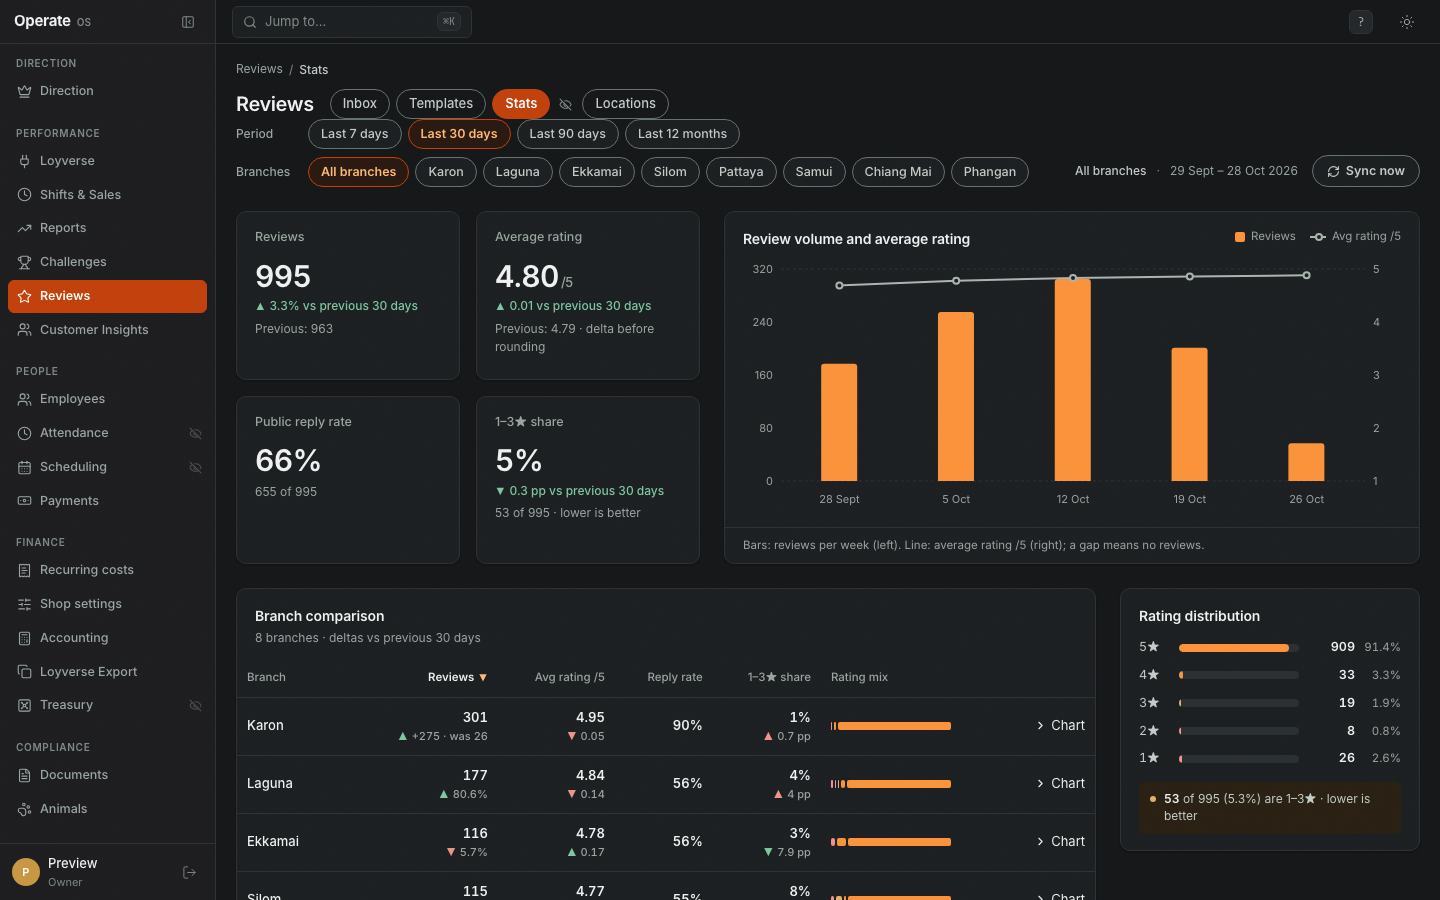 Operate os
Jump to...
⌘K
?
DIRECTION
Direction
PERFORMANCE
Loyverse
Shifts & Sales
Reports
Challenges
Reviews
Customer Insights
PEOPLE
Employees
Attendance
Scheduling
Payments
FINANCE
Recurring costs
Shop settings
Accounting
Loyverse Export
Treasury
COMPLIANCE
Documents
Animals
P
Preview
Owner
Reviews / Stats
Reviews Inbox Templates Stats Locations
Period Last 7 days Last 30 days Last 90 days Last 12 months
Branches All branches Karon Laguna Ekkamai Silom Pattaya Samui Chiang Mai Phangan
All branches · 29 Sept – 28 Oct 2026 Sync now
Reviews
995
▲ 3.3% vs previous 30 days
Previous: 963
Average rating
4.80/5
▲ 0.01 vs previous 30 days
Previous: 4.79 · delta before
rounding
Public reply rate
66%
655 of 995
1–3★ share
5%
▼ 0.3 pp vs previous 30 days
53 of 995 · lower is better
Review volume and average rating
Reviews Avg rating /5
320 5
240 4
160 3
80 2
0 1
28 Sept 5 Oct 12 Oct 19 Oct 26 Oct
Bars: reviews per week (left). Line: average rating /5 (right); a gap means no reviews.
Branch comparison
8 branches · deltas vs previous 30 days
Branch Reviews ▼ Avg rating /5 Reply rate 1–3★ share Rating mix
Karon 301 4.95 90% 1% › Chart
▲ +275 · was 26 ▼ 0.05 ▲ 0.7 pp
Laguna 177 4.84 56% 4% › Chart
▲ 80.6% ▼ 0.14 ▲ 4 pp
Ekkamai 116 4.78 56% 3% › Chart
▼ 5.7% ▲ 0.17 ▼ 7.9 pp
Silom 115 4.77 55% 8% › Chart
Rating distribution
5★ 909 91.4%
4★ 33 3.3%
3★ 19 1.9%
2★ 8 0.8%
1★ 26 2.6%
53 of 995 (5.3%) are 1–3★ · lower is
better